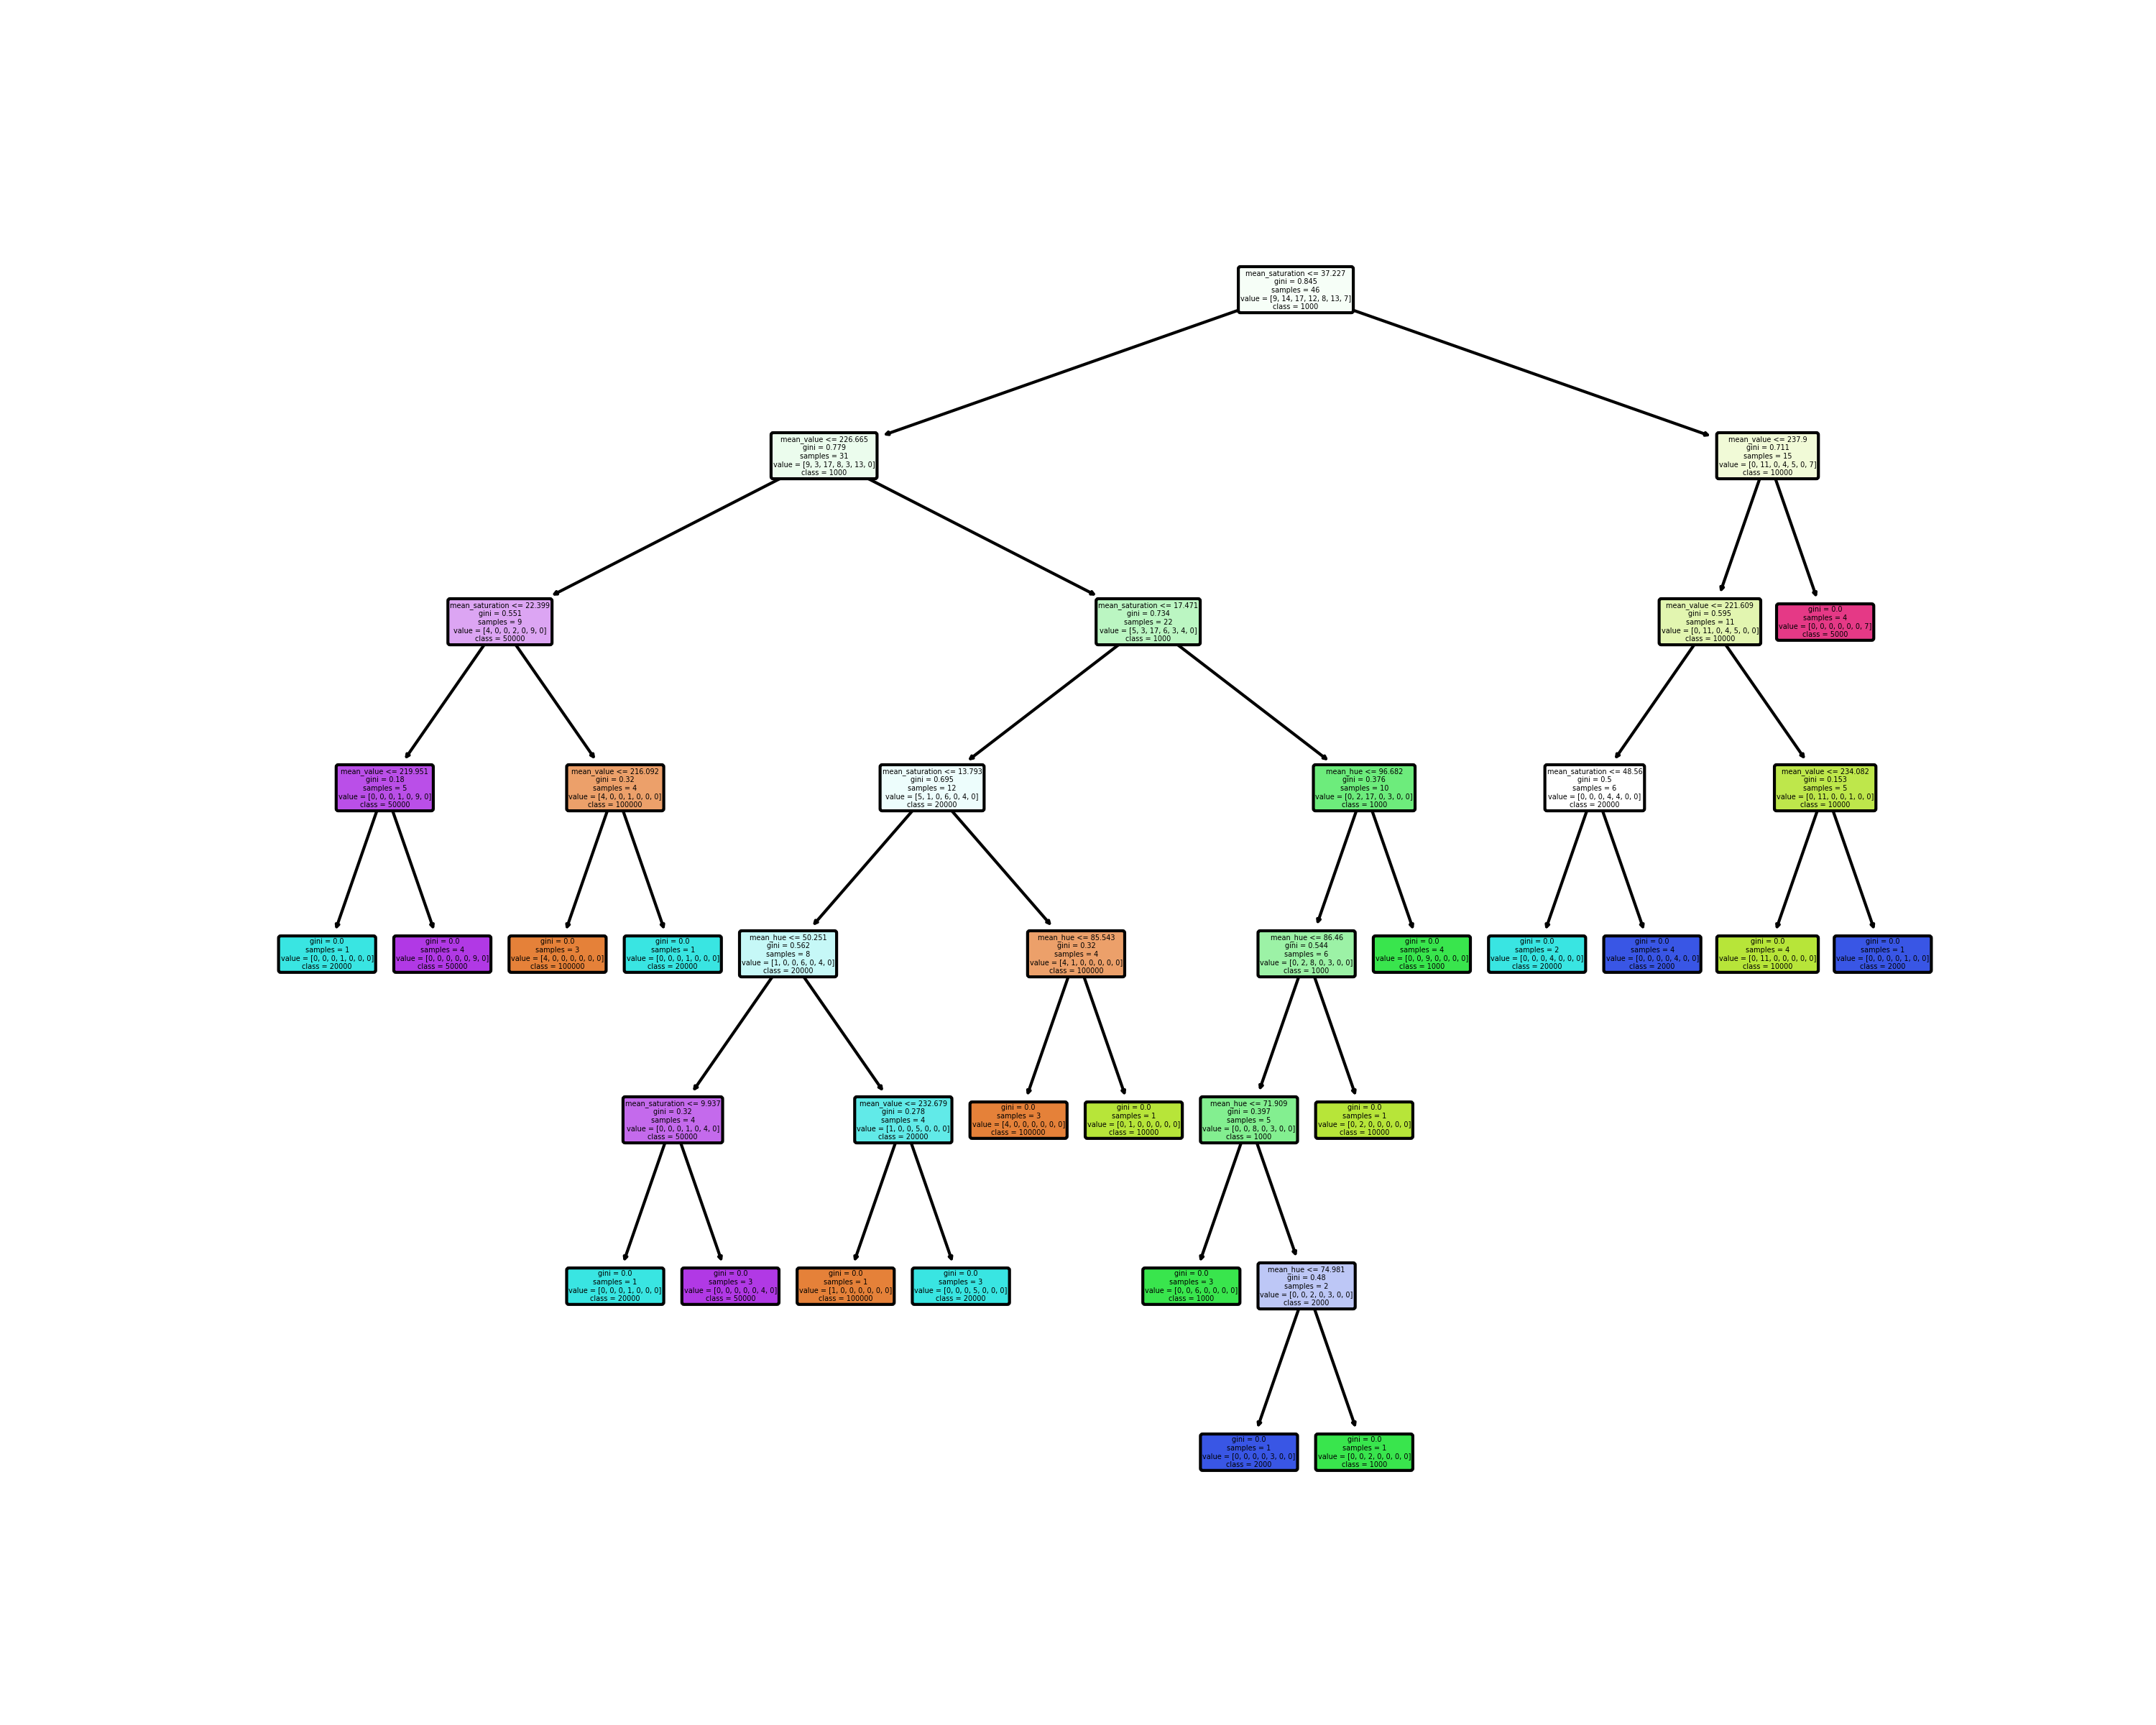 mean_saturation <= 37.227
gini = 0.845
samples = 46
value = [9, 14, 17, 12, 8, 13, 7]
class = 1000
mean_value <= 226.665
gini = 0.779
samples = 31
value = [9, 3, 17, 8, 3, 13, 0]
class = 1000
mean_value <= 237.9
gini = 0.711
samples = 15
value = [0, 11, 0, 4, 5, 0, 7]
class = 10000
mean_saturation <= 22.399
gini = 0.551
samples = 9
value = [4, 0, 0, 2, 0, 9, 0]
class = 50000
mean_saturation <= 17.471
gini = 0.734
samples = 22
value = [5, 3, 17, 6, 3, 4, 0]
class = 1000
mean_value <= 221.609
gini = 0.595
samples = 11
value = [0, 11, 0, 4, 5, 0, 0]
class = 10000
gini = 0.0
samples = 4
value = [0, 0, 0, 0, 0, 0, 7]
class = 5000
mean_value <= 219.951
gini = 0.18
samples = 5
value = [0, 0, 0, 1, 0, 9, 0]
class = 50000
mean_value <= 216.092
gini = 0.32
samples = 4
value = [4, 0, 0, 1, 0, 0, 0]
class = 100000
mean_saturation <= 13.793
gini = 0.695
samples = 12
value = [5, 1, 0, 6, 0, 4, 0]
class = 20000
mean_hue <= 96.682
gini = 0.376
samples = 10
value = [0, 2, 17, 0, 3, 0, 0]
class = 1000
mean_saturation <= 48.56
gini = 0.5
samples = 6
value = [0, 0, 0, 4, 4, 0, 0]
class = 20000
mean_value <= 234.082
gini = 0.153
samples = 5
value = [0, 11, 0, 0, 1, 0, 0]
class = 10000
gini = 0.0
samples = 1
value = [0, 0, 0, 1, 0, 0, 0]
class = 20000
gini = 0.0
samples = 4
value = [0, 0, 0, 0, 0, 9, 0]
class = 50000
gini = 0.0
samples = 3
value = [4, 0, 0, 0, 0, 0, 0]
class = 100000
gini = 0.0
samples = 1
value = [0, 0, 0, 1, 0, 0, 0]
class = 20000
mean_hue <= 50.251
gini = 0.562
samples = 8
value = [1, 0, 0, 6, 0, 4, 0]
class = 20000
mean_hue <= 85.543
gini = 0.32
samples = 4
value = [4, 1, 0, 0, 0, 0, 0]
class = 100000
mean_hue <= 86.46
gini = 0.544
samples = 6
value = [0, 2, 8, 0, 3, 0, 0]
class = 1000
gini = 0.0
samples = 4
value = [0, 0, 9, 0, 0, 0, 0]
class = 1000
gini = 0.0
samples = 2
value = [0, 0, 0, 4, 0, 0, 0]
class = 20000
gini = 0.0
samples = 4
value = [0, 0, 0, 0, 4, 0, 0]
class = 2000
gini = 0.0
samples = 4
value = [0, 11, 0, 0, 0, 0, 0]
class = 10000
gini = 0.0
samples = 1
value = [0, 0, 0, 0, 1, 0, 0]
class = 2000
mean_saturation <= 9.937
gini = 0.32
samples = 4
value = [0, 0, 0, 1, 0, 4, 0]
class = 50000
mean_value <= 232.679
gini = 0.278
samples = 4
value = [1, 0, 0, 5, 0, 0, 0]
class = 20000
gini = 0.0
samples = 3
value = [4, 0, 0, 0, 0, 0, 0]
class = 100000
gini = 0.0
samples = 1
value = [0, 1, 0, 0, 0, 0, 0]
class = 10000
mean_hue <= 71.909
gini = 0.397
samples = 5
value = [0, 0, 8, 0, 3, 0, 0]
class = 1000
gini = 0.0
samples = 1
value = [0, 2, 0, 0, 0, 0, 0]
class = 10000
gini = 0.0
samples = 1
value = [0, 0, 0, 1, 0, 0, 0]
class = 20000
gini = 0.0
samples = 3
value = [0, 0, 0, 0, 0, 4, 0]
class = 50000
gini = 0.0
samples = 1
value = [1, 0, 0, 0, 0, 0, 0]
class = 100000
gini = 0.0
samples = 3
value = [0, 0, 0, 5, 0, 0, 0]
class = 20000
gini = 0.0
samples = 3
value = [0, 0, 6, 0, 0, 0, 0]
class = 1000
mean_hue <= 74.981
gini = 0.48
samples = 2
value = [0, 0, 2, 0, 3, 0, 0]
class = 2000
gini = 0.0
samples = 1
value = [0, 0, 0, 0, 3, 0, 0]
class = 2000
gini = 0.0
samples = 1
value = [0, 0, 2, 0, 0, 0, 0]
class = 1000